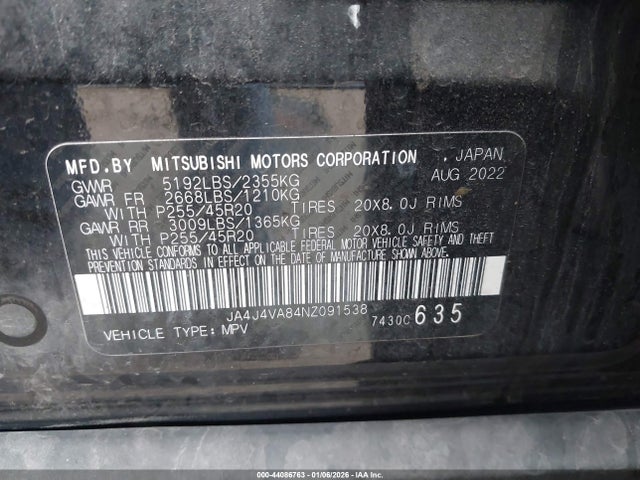 MFD.BY MITSUBISHI MOTORS CORPORATION . JAPAN
GVWR 5192LBS/2355KG AUG 2022
GAWR FR 2668LBS/1210KG
WITH P255/45R20 TIRES 20X8.0J RIMS
GAWR RR 3009LBS/1365KG
WITH P255/45R20 TIRES 20X8.0J RIMS
THIS VEHICLE CONFORMS TO ALL APPLICABLE FEDERAL MOTOR VEHICLE SAFETY AND THEFT
PREVENTION STANDARDS IN EFFECT ON THE DATE OF MANUFACTURE SHOWN ABOVE.
JA4J4VA84NZ091538
VEHICLE TYPE:MPV 7430C 635
000-44086763 - 01/06/2026 - IAAI.COM